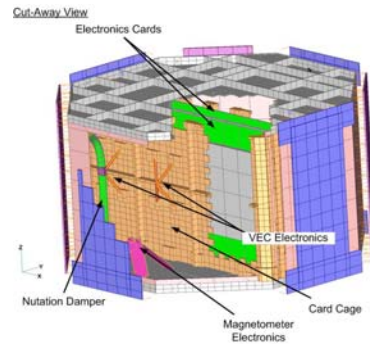 Cut-Away View
Electronics Cards
VEC Electronics
Nutation Damper
Card Cage
Magnetometer
Electronics
Z
Y
X